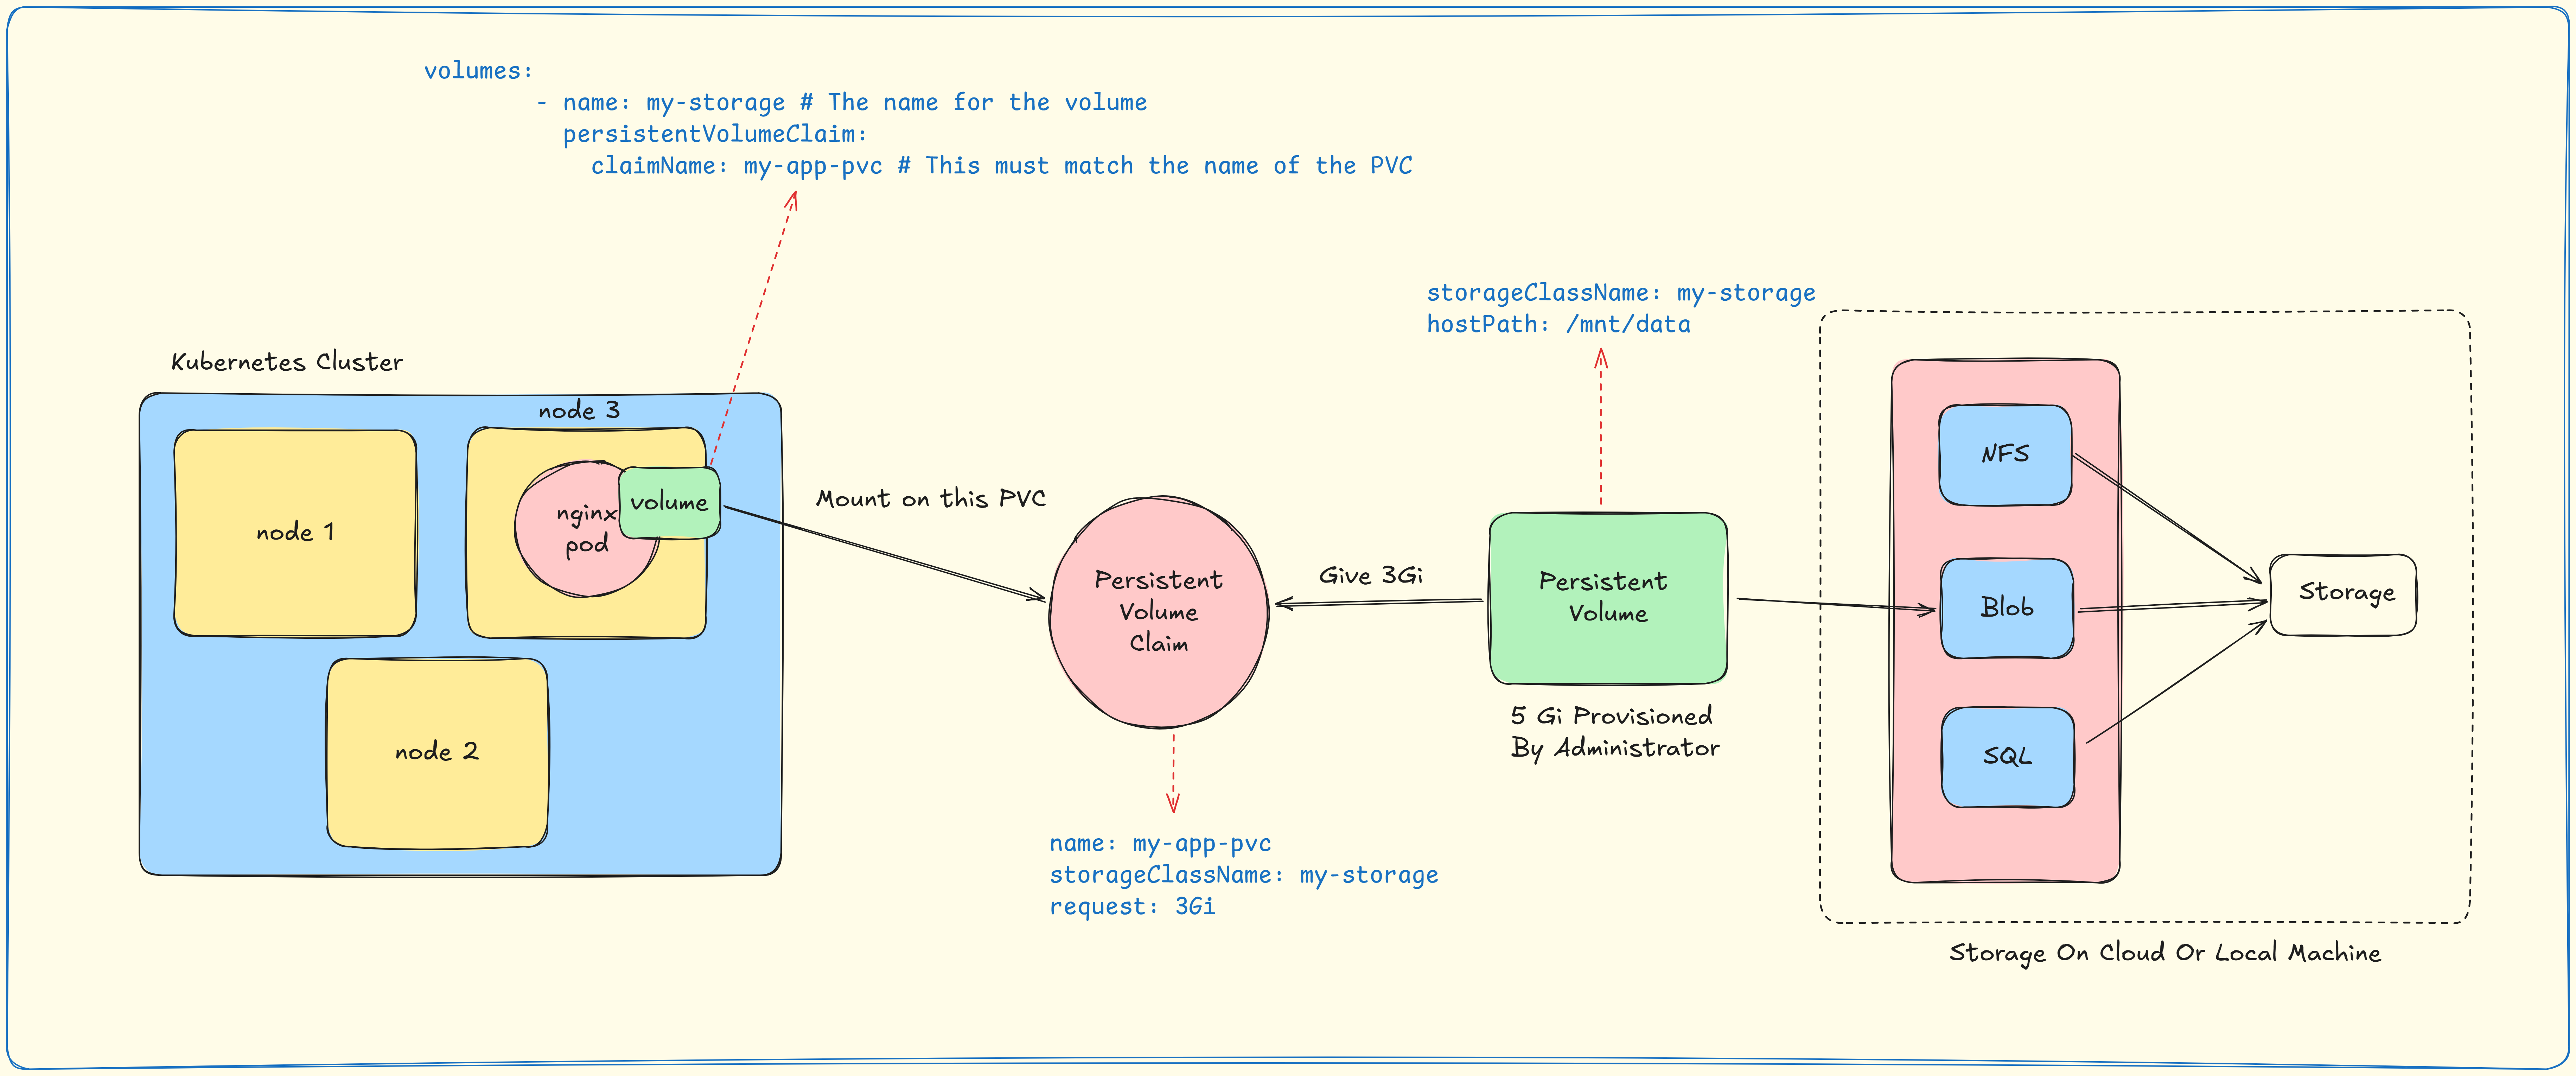 volumes:
- name: my-storage # The name for the volume
persistentVolumeClaim:
claimName: my-app-pvc # This must match the name of the PVC
storageClassName: my-storage
hostPath: /mnt/data
Kubernetes Cluster
node 3
node 1
nginx
pod
volume
node 2
Mount on this PVC
Persistent
Volume
Claim
Give 3Gi
Persistent
Volume
5 Gi Provisioned
By Administrator
name: my-app-pvc
storageClassName: my-storage
request: 3Gi
NFS
Blob
SQL
Storage
Storage On Cloud Or Local Machine